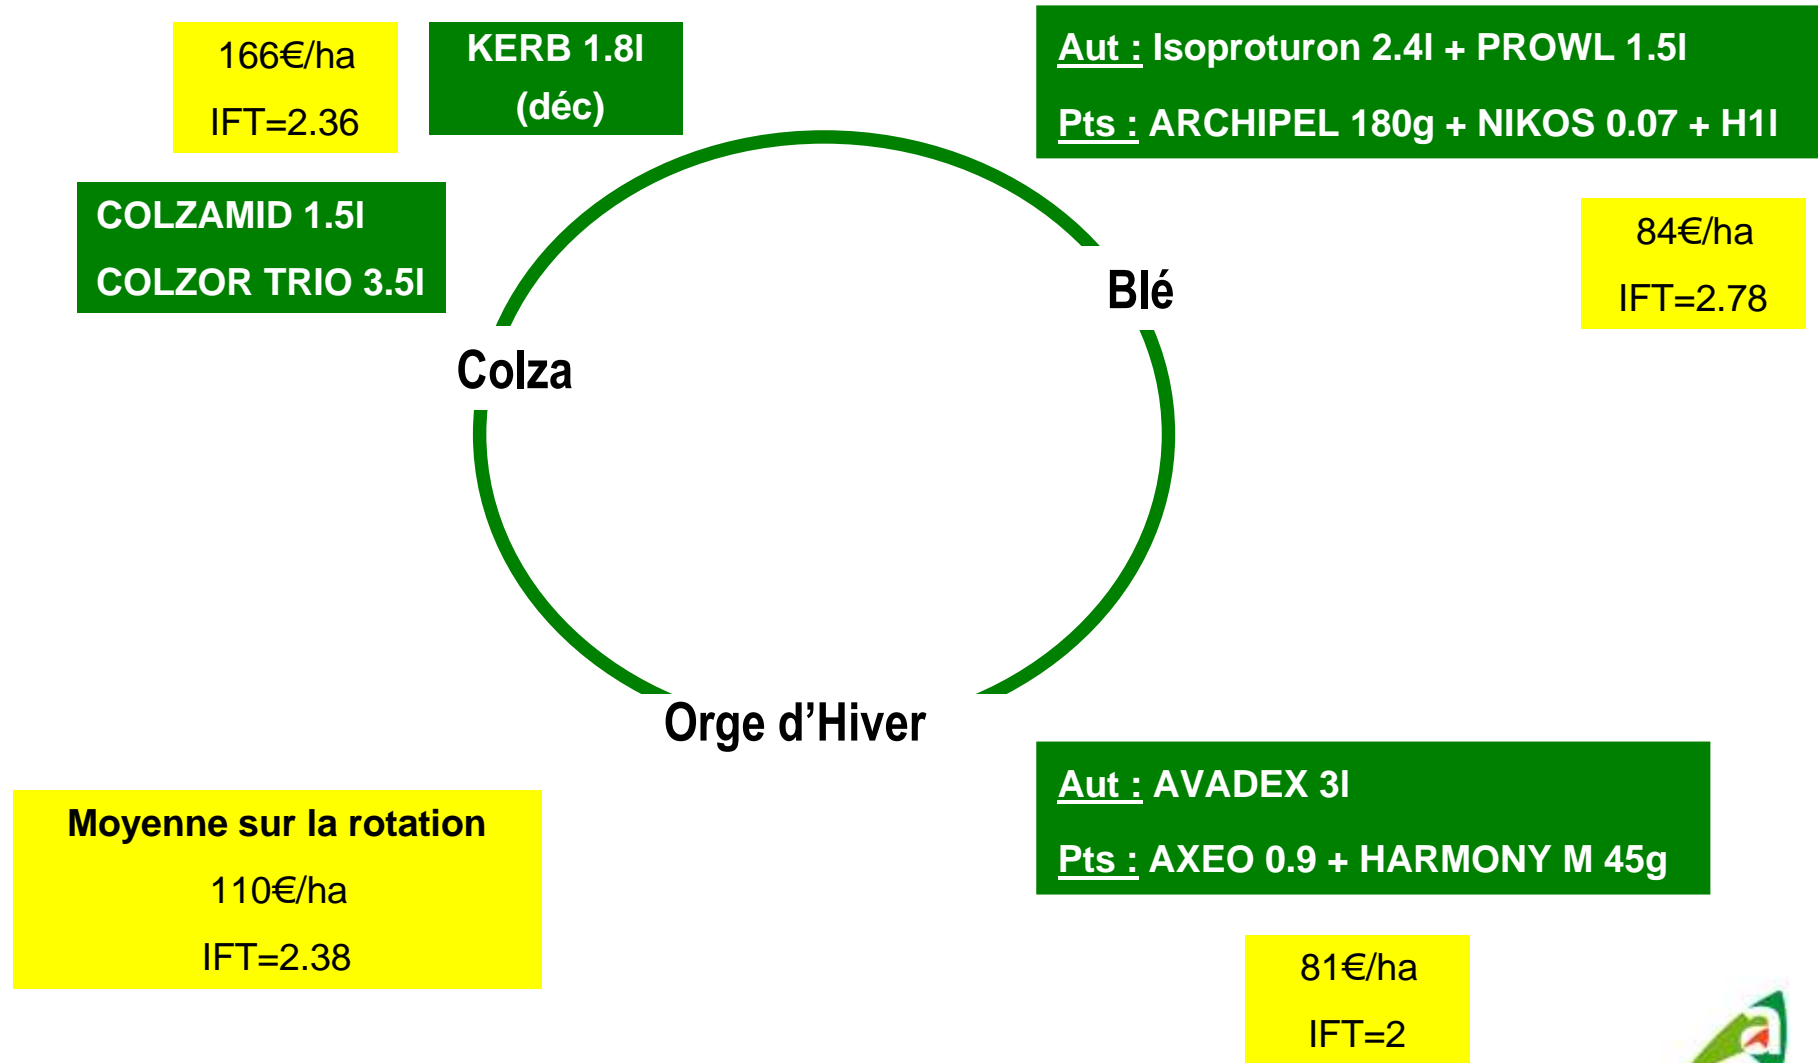 166€/ha
IFT=2.36
KERB 1.8l
(déc)
Aut : Isoproturon 2.4l + PROWL 1.5l
Pts : ARCHIPEL 180g + NIKOS 0.07 + H1l
COLZAMID 1.5l
COLZOR TRIO 3.5l
84€/ha
IFT=2.78
Blé
Colza
Orge d’Hiver
Aut : AVADEX 3l
Pts : AXEO 0.9 + HARMONY M 45g
Moyenne sur la rotation
110€/ha
IFT=2.38
81€/ha
IFT=2
a